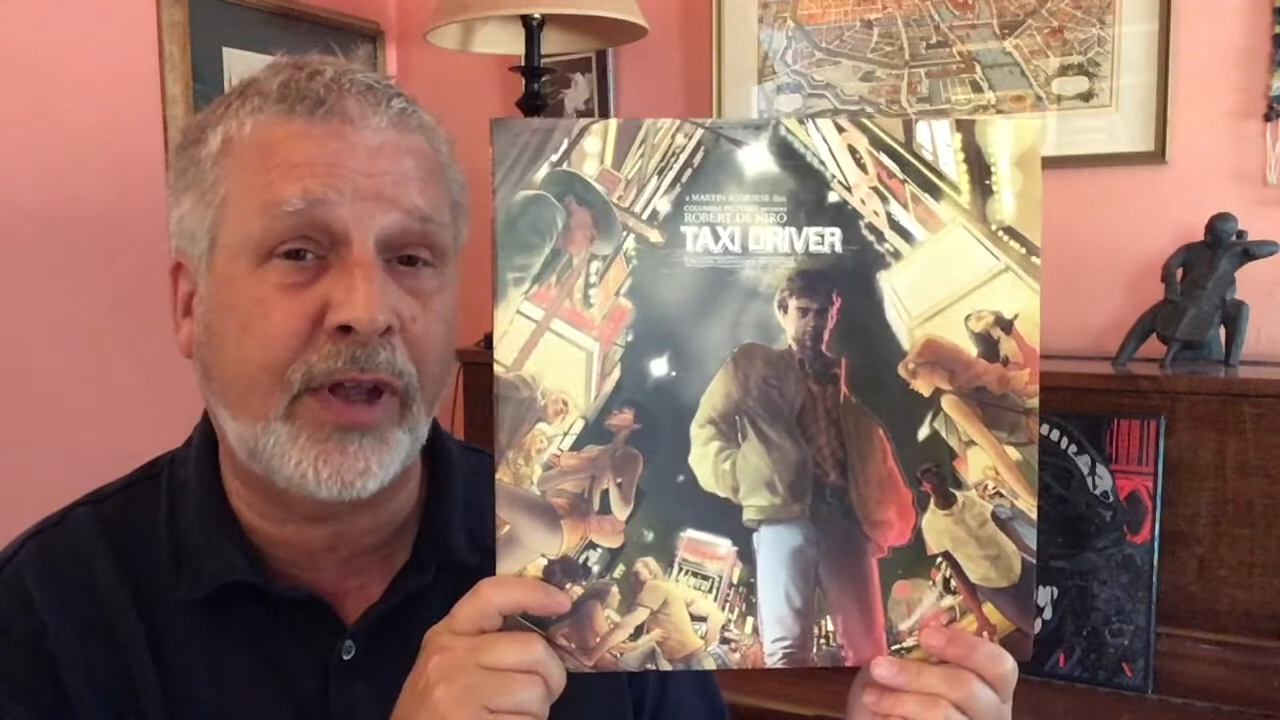 a MARTIN SCORSESE film
COLUMBIA PICTURES presents
ROBERT DE NIRO
TAXI DRIVER